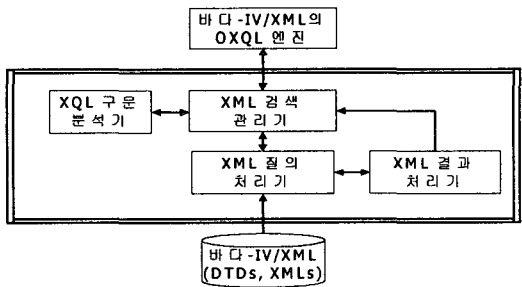 바다-IV/XML의
OXQL 엔진
XQL 구문
분석기
XML 검색
관리기
XML 질의
처리기
XML 결과
처리기
바다-IV/XML
(DTDs, XMLs)